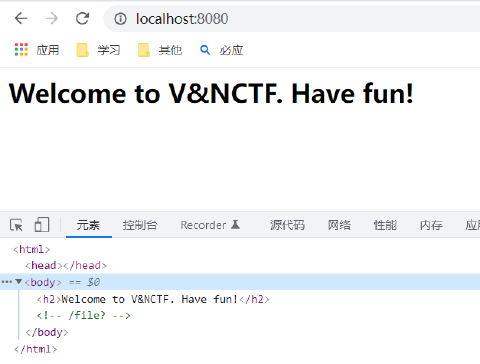 localhost:8080
应用 学习 其他 必应
Welcome to V&NCTF. Have fun!
元素 控制台 Recorder 源代码 网络 性能 内存 应用
<html>
<head></head>
••• ▼<body> == $0
<h2>Welcome to V&NCTF. Have fun!</h2>
<!-- /file? -->
</body>
</html>